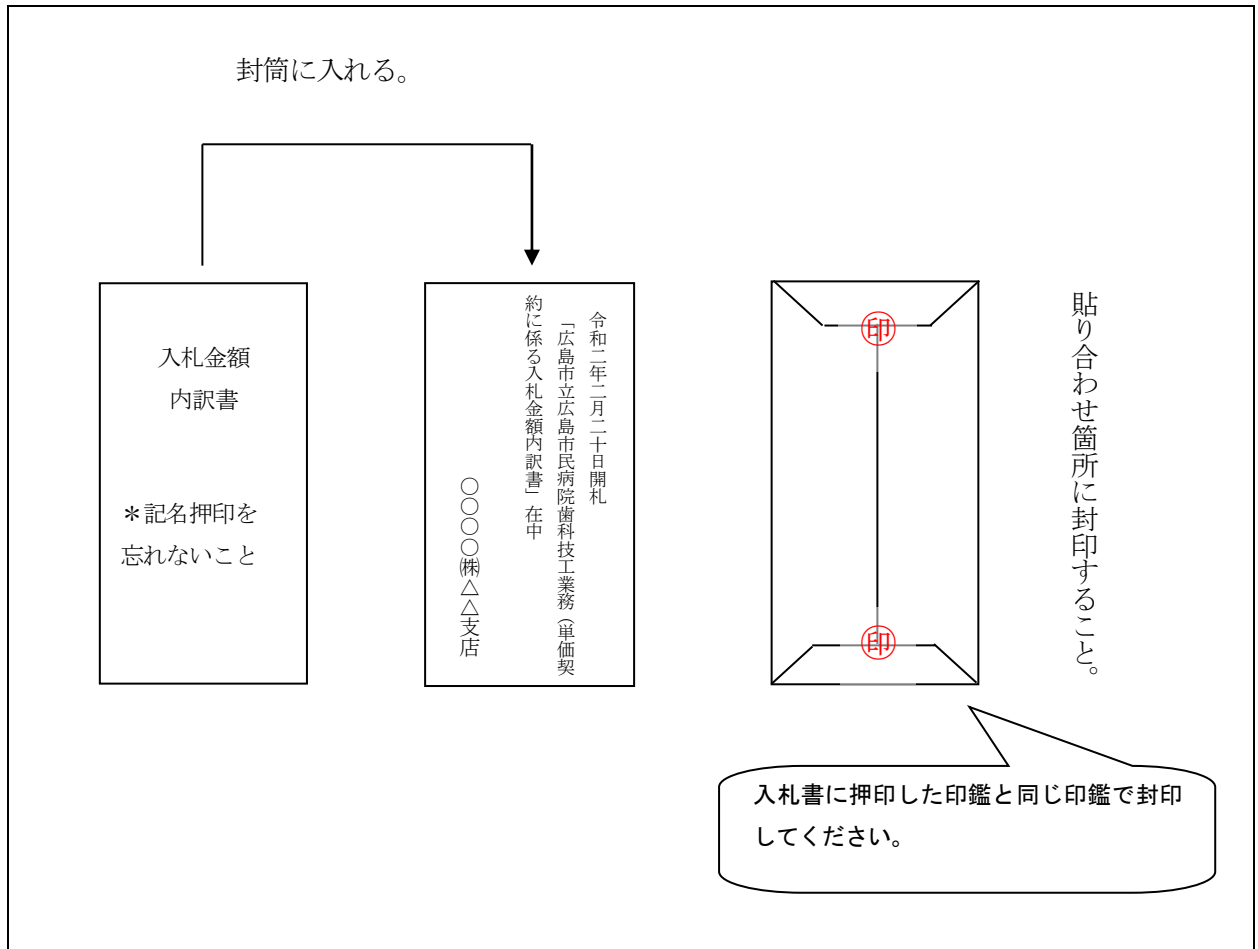 封筒に入れる。
入札金額
内訳書
＊記名押印を
忘れないこと
令和二年二月二十日開札
「広島市立広島市民病院歯科技工業務（単価契
約に係る入札金額内訳書」在中
〇〇〇〇㈱△△支店
印
印
貼り合わせ箇所に封印すること。
入札書に押印した印鑑と同じ印鑑で封印
してください。